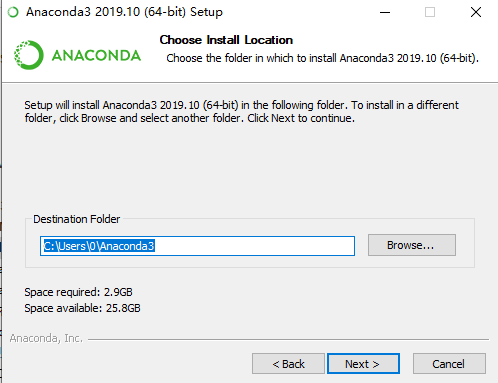 Anaconda3 2019.10 (64-bit) Setup
ANACONDA
Choose Install Location
Choose the folder in which to install Anaconda3 2019.10 (64-bit).
Setup will install Anaconda3 2019.10 (64-bit) in the following folder. To install in a different
folder, click Browse and select another folder. Click Next to continue.
Destination Folder
C:\Users\0\Anaconda3
Browse...
Space required: 2.9GB
Space available: 25.8GB
Anaconda, Inc.
< Back
Next >
Cancel